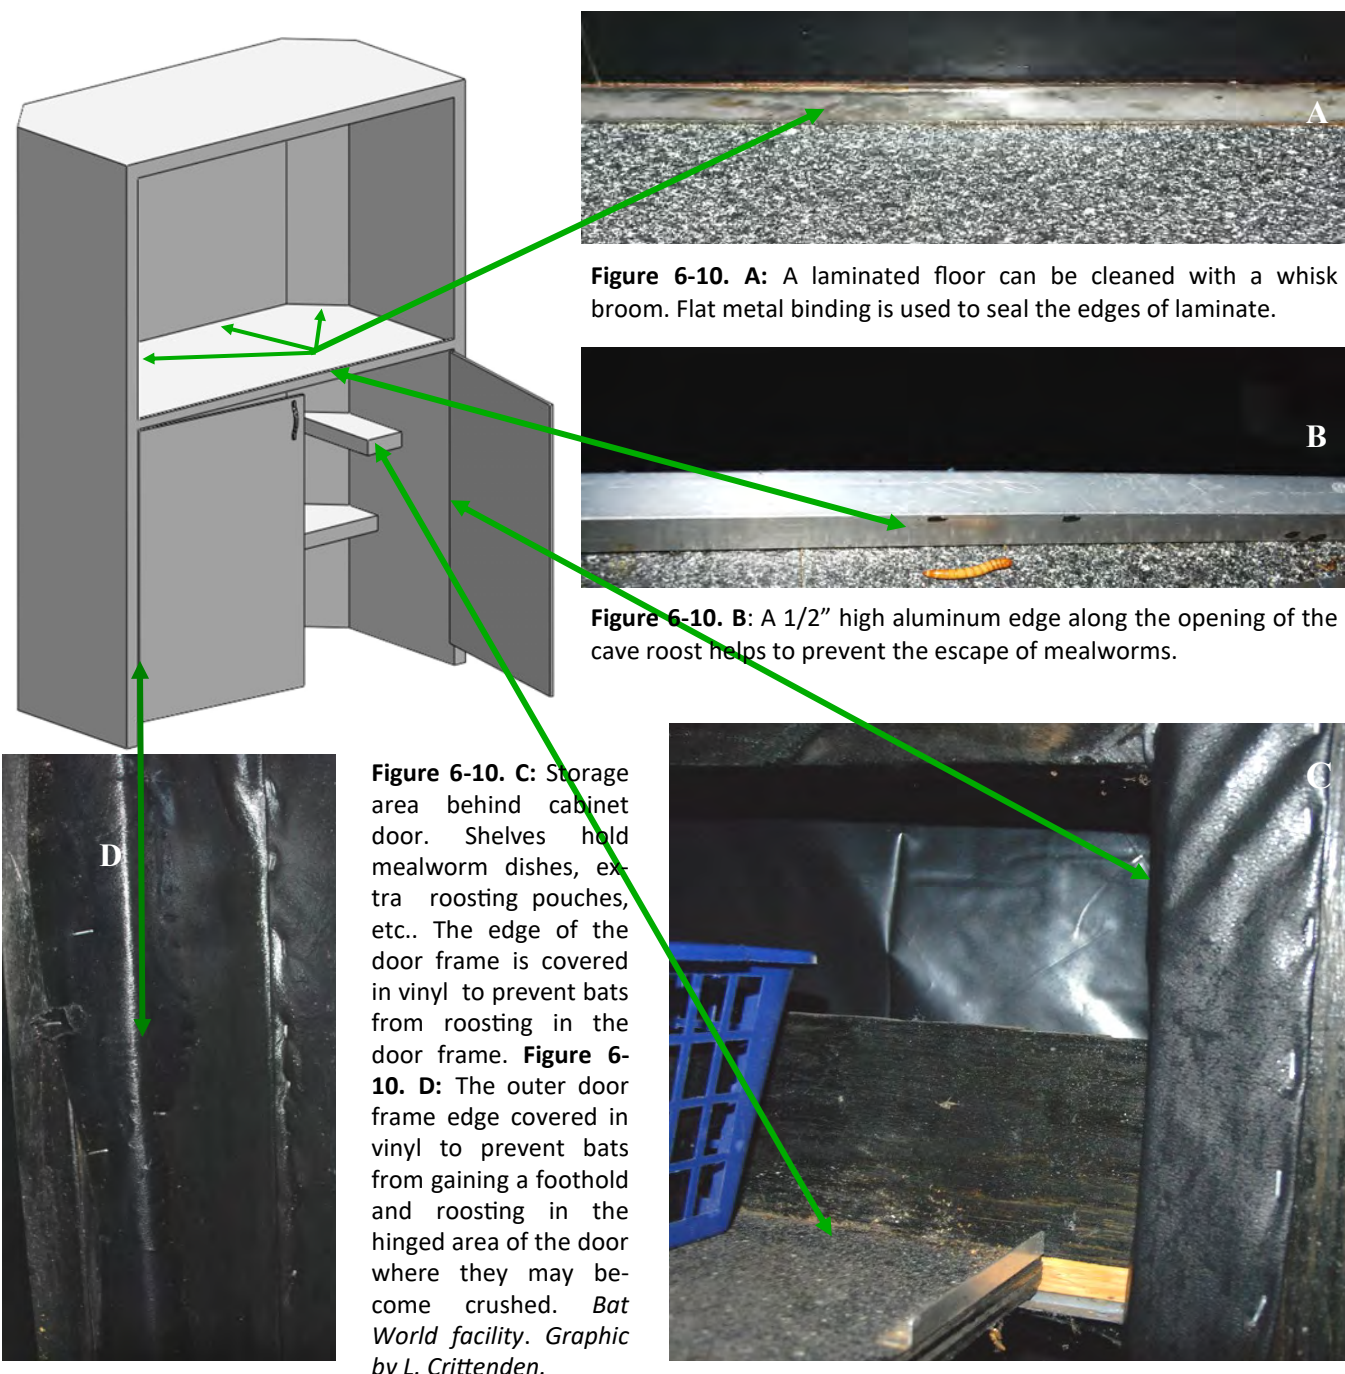 A
Figure 6-10. A: A laminated floor can be cleaned with a whisk
broom. Flat metal binding is used to seal the edges of laminate.
B
Figure 6-10. B: A 1/2” high aluminum edge along the opening of the
cave roost helps to prevent the escape of mealworms.
C
D
Figure 6-10. C: Storage
area behind cabinet
door. Shelves hold
mealworm dishes, ex-
tra roosting pouches,
etc.. The edge of the
door frame is covered
in vinyl to prevent bats
from roosting in the
door frame. Figure 6-
10. D: The outer door
frame edge covered in
vinyl to prevent bats
from gaining a foothold
and roosting in the
hinged area of the door
where they may be-
come crushed. Bat
World facility. Graphic
by L. Crittenden.